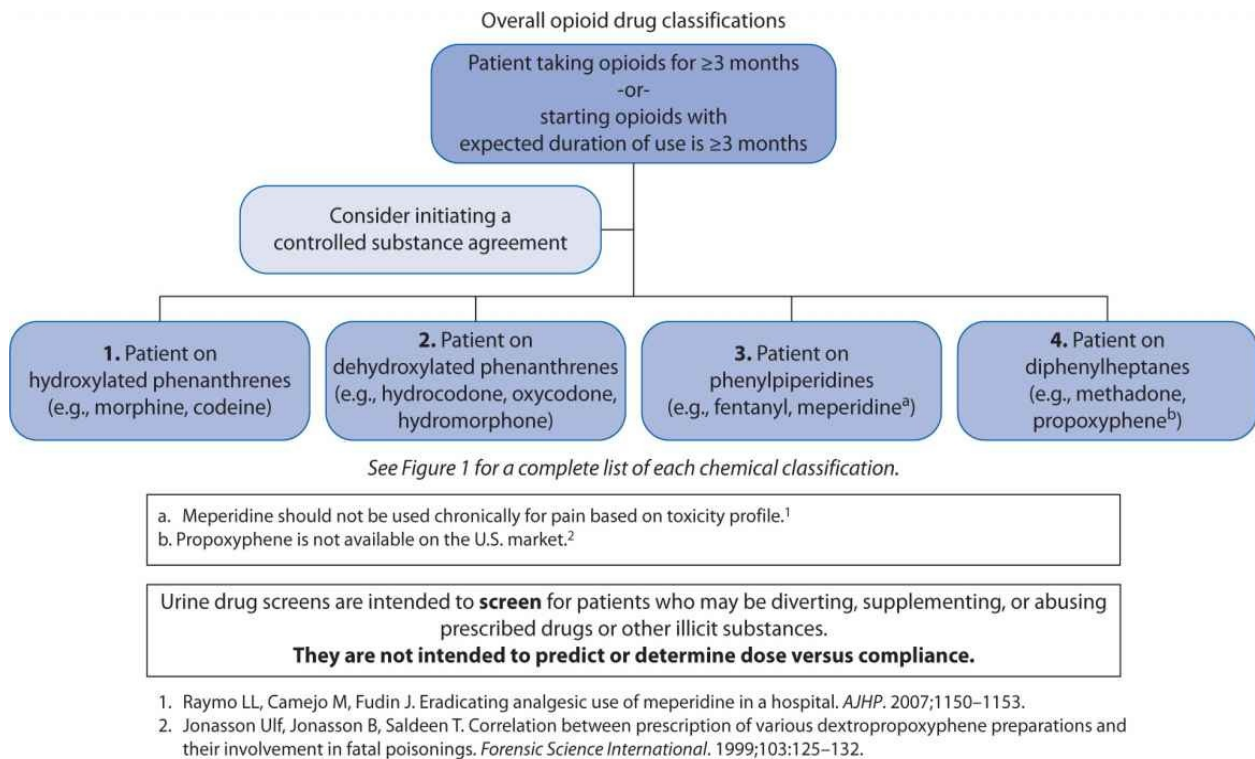 Overall opioid drug classifications
Patient taking opioids for ≥3 months
-or-
starting opioids with
expected duration of use is ≥3 months
Consider initiating a
controlled substance agreement
1. Patient on
hydroxylated phenanthrenes
(e.g., morphine, codeine)
2. Patient on
dehydroxylated phenanthrenes
(e.g., hydrocodone, oxycodone,
hydromorphone)
3. Patient on
phenylpiperidines
(e.g., fentanyl, meperidineᵃ)
4. Patient on
diphenylheptanes
(e.g., methadone,
propoxypheneᵇ)
See Figure 1 for a complete list of each chemical classification.
a. Meperidine should not be used chronically for pain based on toxicity profile.¹
b. Propoxyphene is not available on the U.S. market.²
Urine drug screens are intended to screen for patients who may be diverting, supplementing, or abusing
prescribed drugs or other illicit substances.
They are not intended to predict or determine dose versus compliance.
1. Raymo LL, Camejo M, Fudin J. Eradicating analgesic use of meperidine in a hospital. AJHP. 2007;1150–1153.
2. Jonasson Ulf, Jonasson B, Saldeen T. Correlation between prescription of various dextropropoxyphene preparations and
their involvement in fatal poisonings. Forensic Science International. 1999;103:125–132.